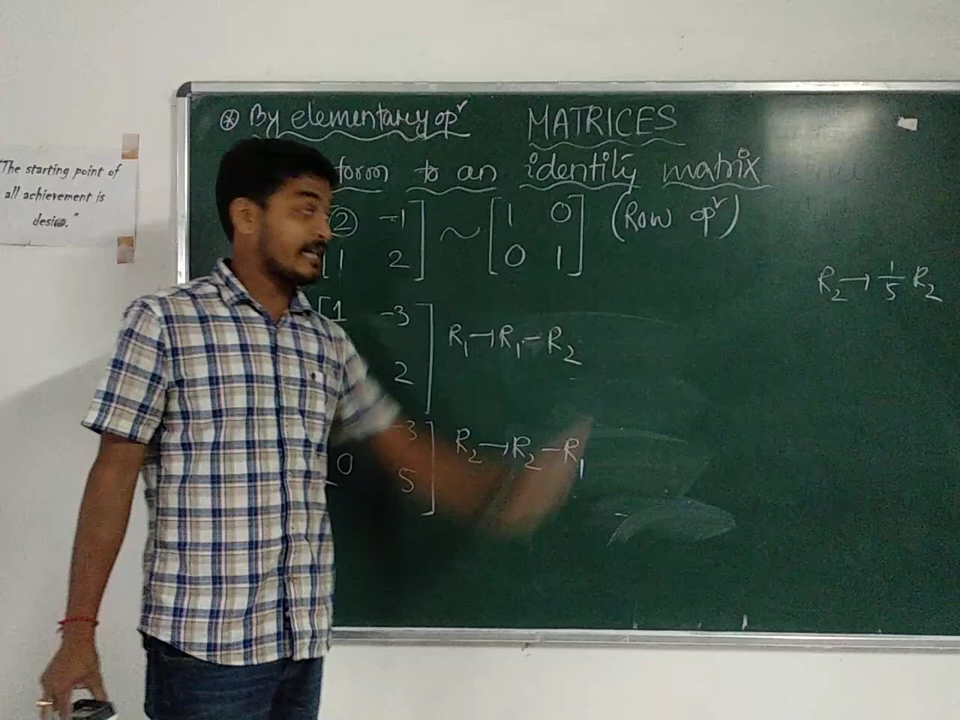 "The starting point of
all achievement is
desire."
⊛ By elementary opʳ MATRICES
form to an identity matrix
2 -1 ~ 1 0 (Row opʳ)
1 2 0 1
R₂ → 1/5 R₂
1 -3 R₁ → R₁ - R₂
2
-3 R₂ → R₂ - R₁
0 5